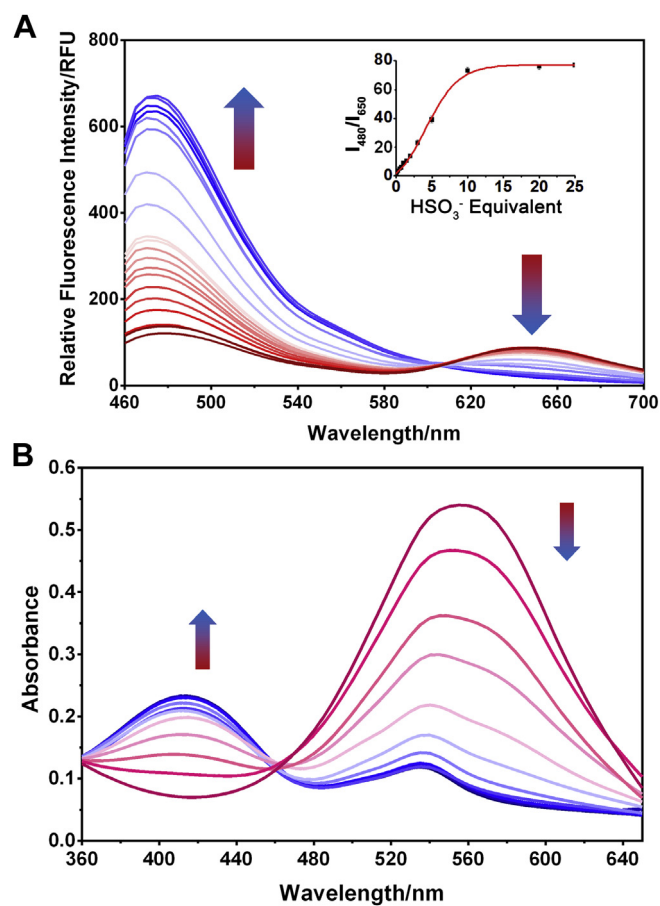 A
Relative Fluorescence Intensity/RFU
800
600
400
200
0
460 500 540 580 620 660 700
Wavelength/nm
I480/I650
80
60
40
20
0
0 5 10 15 20 25
HSO3- Equivalent
B
Absorbance
0.6
0.5
0.4
0.3
0.2
0.1
0.0
360 400 440 480 520 560 600 640
Wavelength/nm